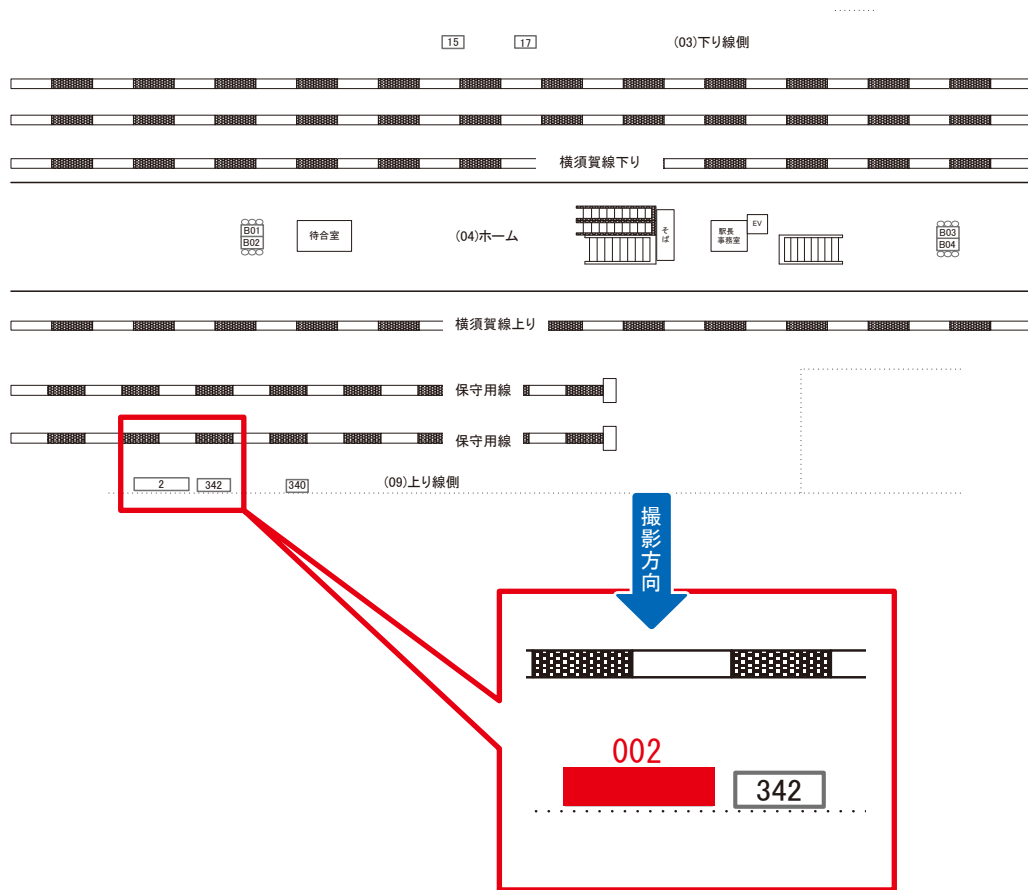 15 17 (03)下り線側
横須賀線下り
B01
B02
待合室
(04)ホーム
そば
駅長
事務室
EV
B03
B04
横須賀線上り
保守用線
保守用線
2 342 340 (09)上り線側
撮影方向
002
342